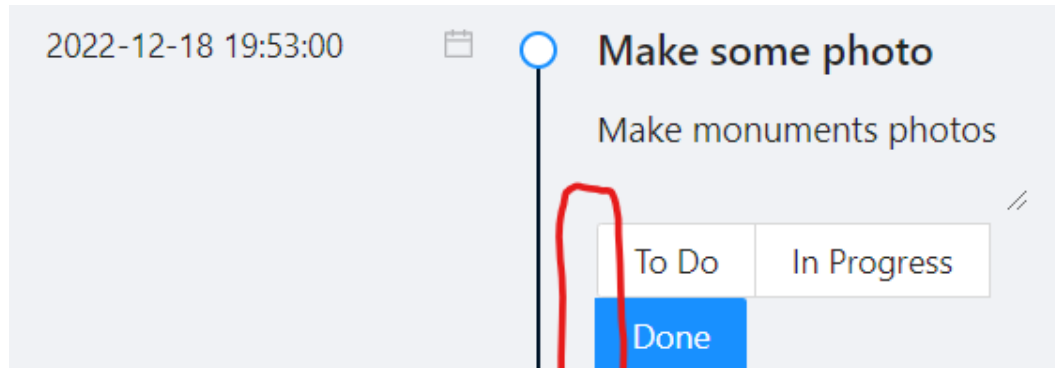 2022-12-18 19:53:00
Make some photo
Make monuments photos
To Do
In Progress
Done